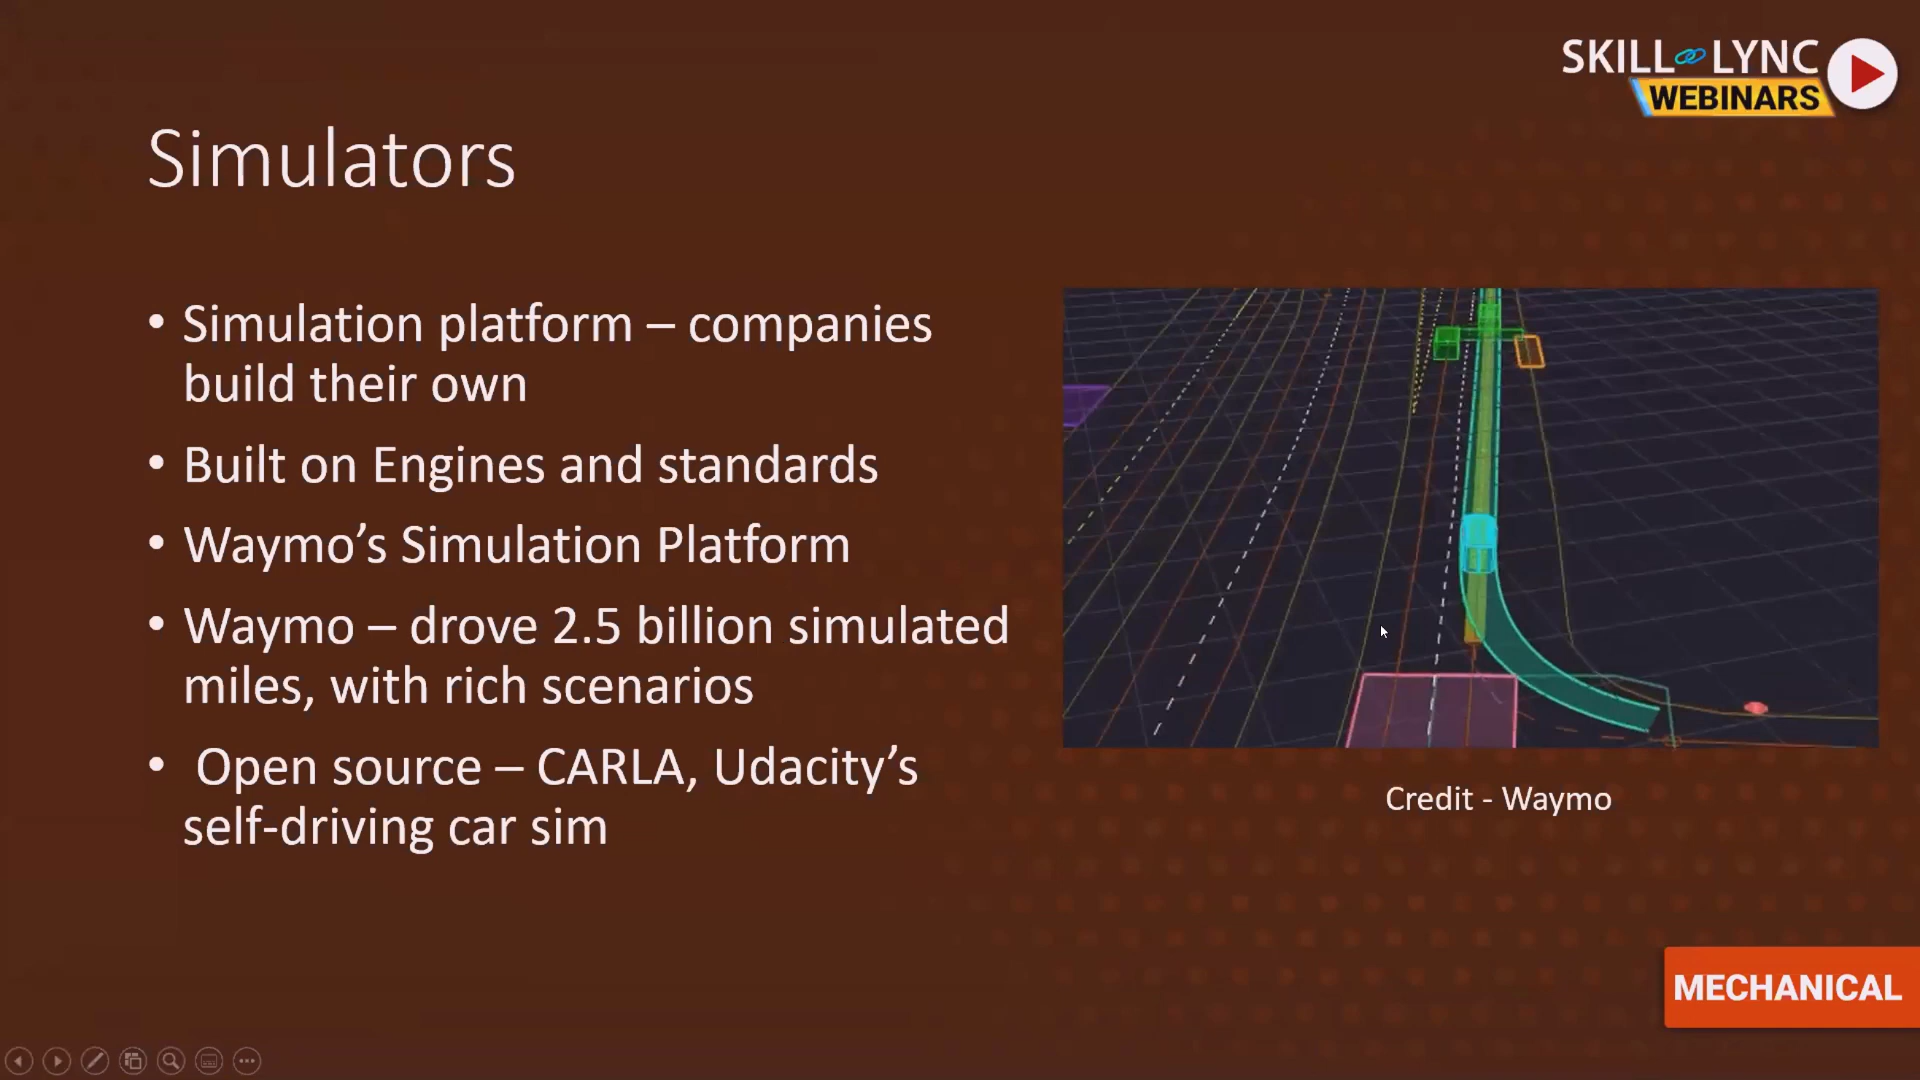 SKILL LYNC
WEBINARS
Simulators
• Simulation platform – companies
build their own
• Built on Engines and standards
• Waymo’s Simulation Platform
• Waymo – drove 2.5 billion simulated
miles, with rich scenarios
• Open source – CARLA, Udacity’s
self-driving car sim
Credit - Waymo
MECHANICAL